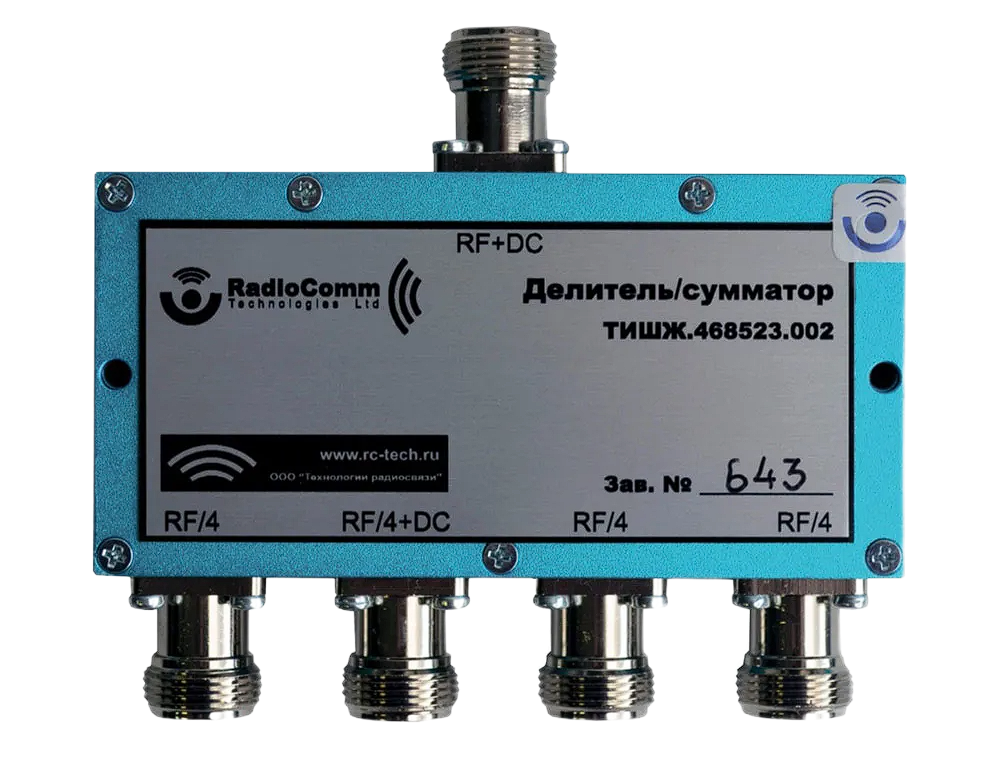 RF+DC
RadioComm
Technologies Ltd
Делитель/сумматор
ТИШЖ.468523.002
www.rc-tech.ru
ООО "Технологии радиосвязи"
Зав. № 643
RF/4 RF/4+DC RF/4 RF/4